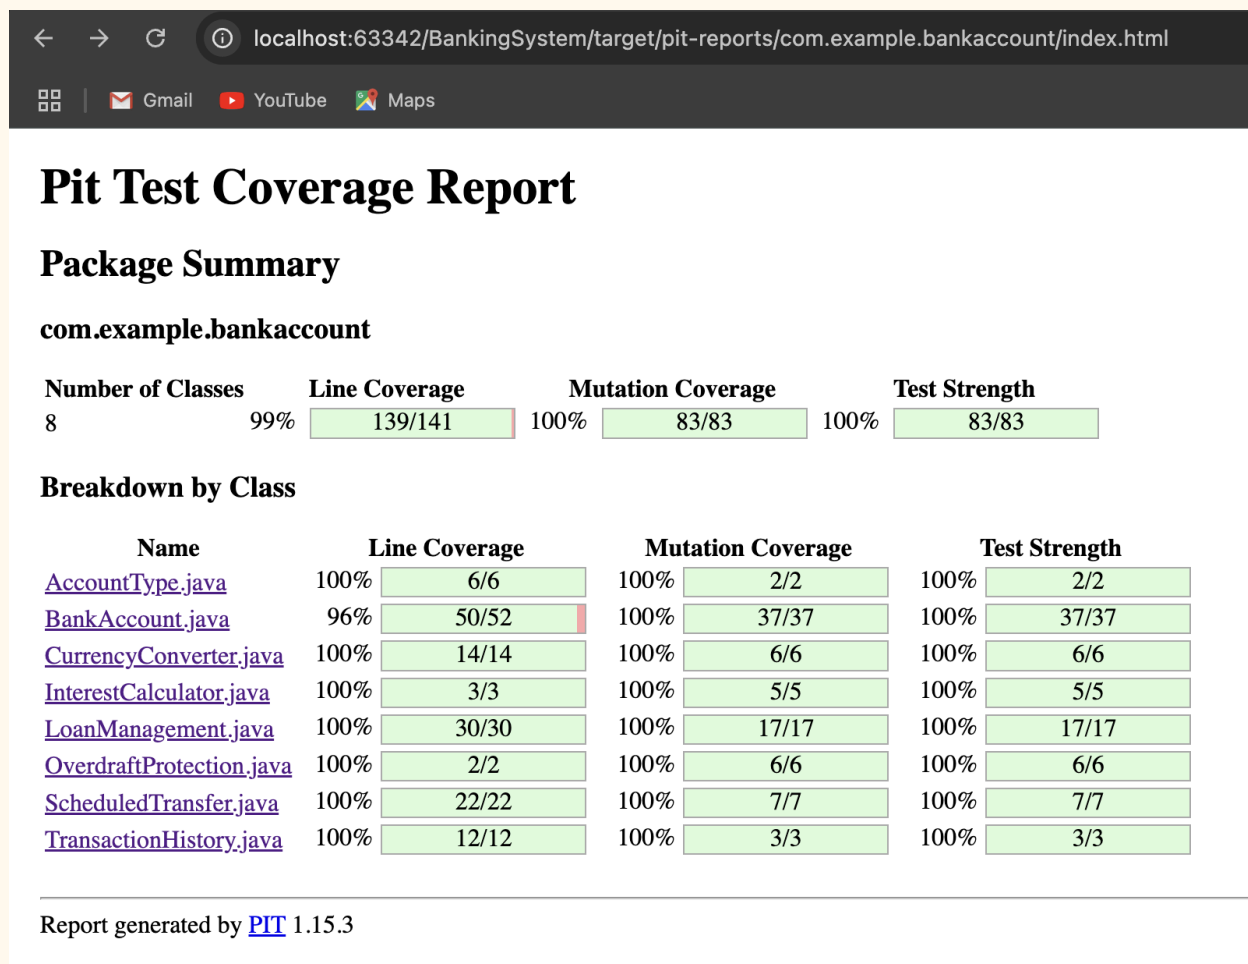 localhost:63342/BankingSystem/target/pit-reports/com.example.bankaccount/index.html
Gmail YouTube Maps
Pit Test Coverage Report
Package Summary
com.example.bankaccount
Number of Classes Line Coverage Mutation Coverage Test Strength
8 99% 139/141 100% 83/83 100% 83/83
Breakdown by Class
Name Line Coverage Mutation Coverage Test Strength
AccountType.java 100% 6/6 100% 2/2 100% 2/2
BankAccount.java 96% 50/52 100% 37/37 100% 37/37
CurrencyConverter.java 100% 14/14 100% 6/6 100% 6/6
InterestCalculator.java 100% 3/3 100% 5/5 100% 5/5
LoanManagement.java 100% 30/30 100% 17/17 100% 17/17
OverdraftProtection.java 100% 2/2 100% 6/6 100% 6/6
ScheduledTransfer.java 100% 22/22 100% 7/7 100% 7/7
TransactionHistory.java 100% 12/12 100% 3/3 100% 3/3
Report generated by PIT 1.15.3